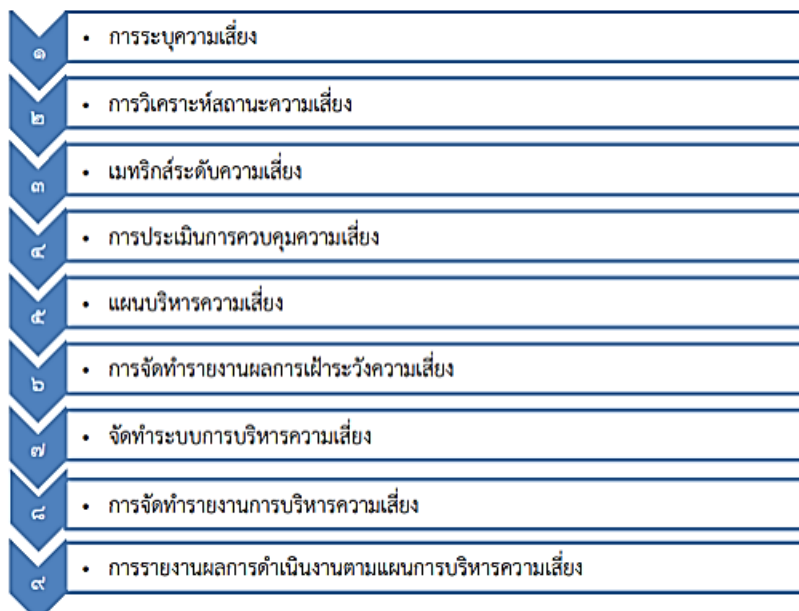 ๑ • การระบุความเสี่ยง
๒ • การวิเคราะห์สถานะความเสี่ยง
๓ • เมทริกส์ระดับความเสี่ยง
๔ • การประเมินการควบคุมความเสี่ยง
๕ • แผนบริหารความเสี่ยง
๖ • การจัดทำรายงานผลการเฝ้าระวังความเสี่ยง
๗ • จัดทำระบบการบริหารความเสี่ยง
๘ • การจัดทำรายงานการบริหารความเสี่ยง
๙ • การรายงานผลการดำเนินงานตามแผนการบริหารความเสี่ยง